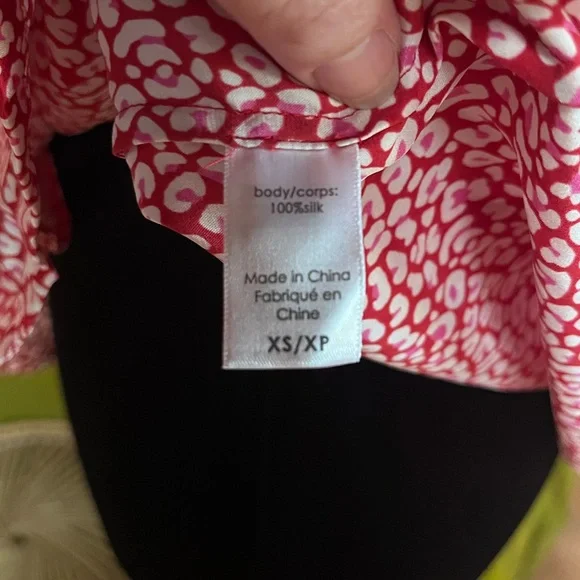 body/corps:
100%silk
Made in China
Fabriqué en
Chine
XS/XP